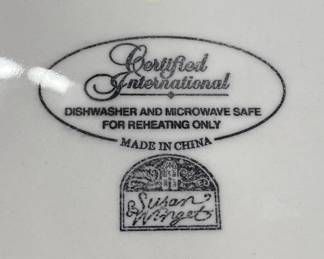 Certified
International
DISHWASHER AND MICROWAVE SAFE
FOR REHEATING ONLY
MADE IN CHINA
Susan
Winget